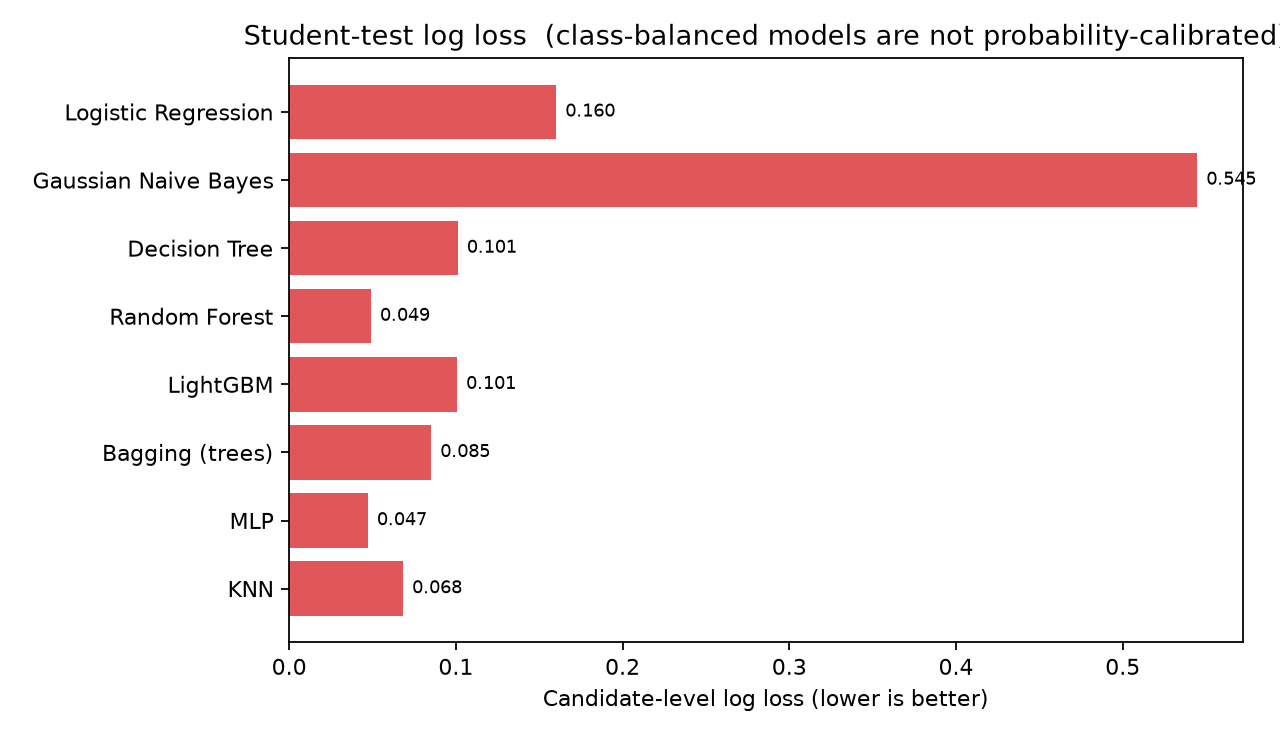 Student-test log loss  (class-balanced models are not probability-calibrated)
Logistic Regression 0.160
Gaussian Naive Bayes 0.545
Decision Tree 0.101
Random Forest 0.049
LightGBM 0.101
Bagging (trees) 0.085
MLP 0.047
KNN 0.068
0.0 0.1 0.2 0.3 0.4 0.5
Candidate-level log loss (lower is better)